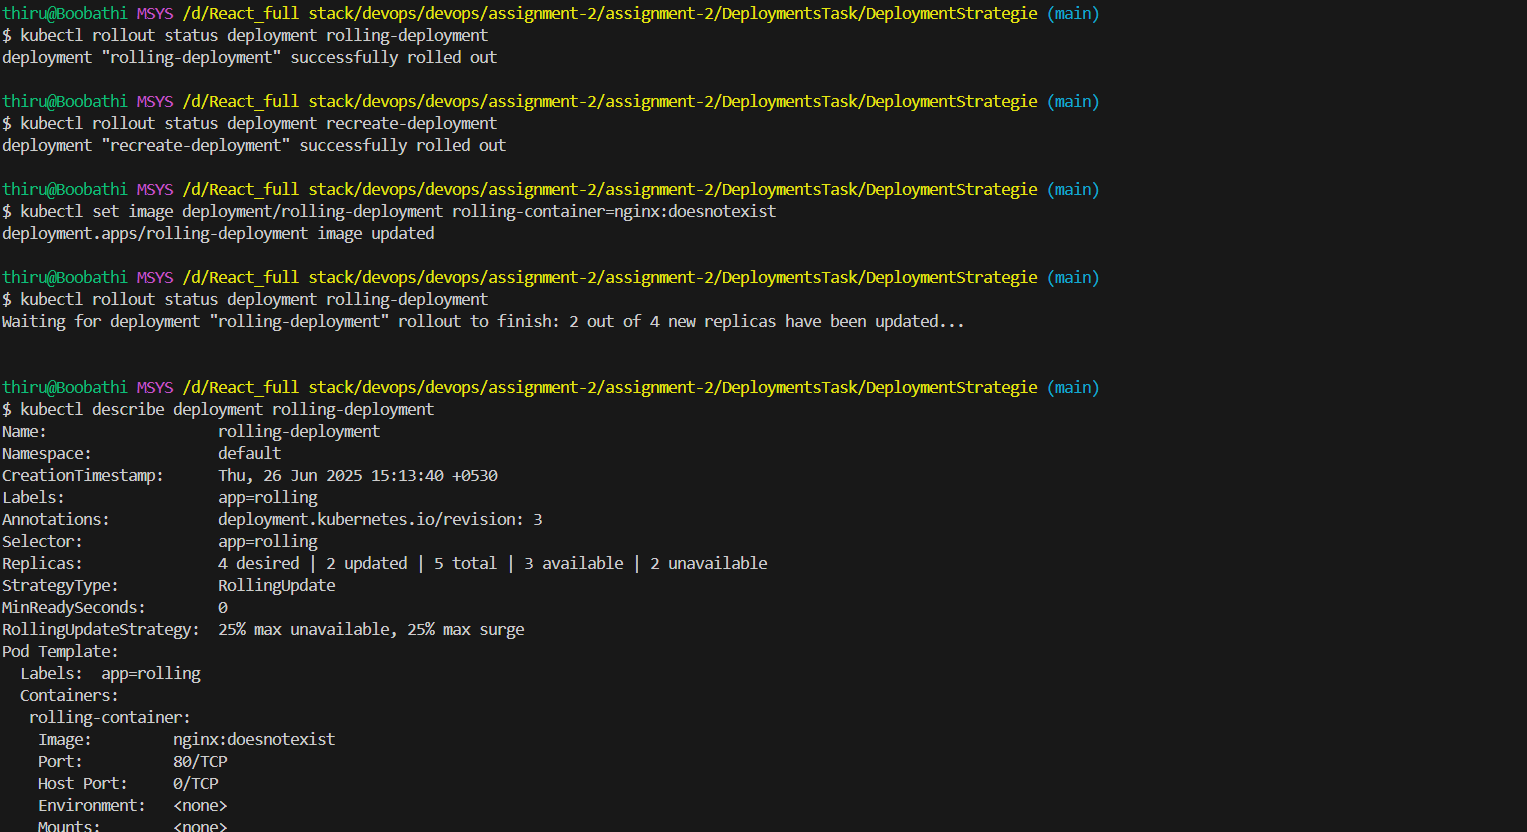 thiru@Boobathi MSYS /d/React_full stack/devops/devops/assignment-2/assignment-2/DeploymentsTask/DeploymentStrategie (main)
$ kubectl rollout status deployment rolling-deployment
deployment "rolling-deployment" successfully rolled out
thiru@Boobathi MSYS /d/React_full stack/devops/devops/assignment-2/assignment-2/DeploymentsTask/DeploymentStrategie (main)
$ kubectl rollout status deployment recreate-deployment
deployment "recreate-deployment" successfully rolled out
thiru@Boobathi MSYS /d/React_full stack/devops/devops/assignment-2/assignment-2/DeploymentsTask/DeploymentStrategie (main)
$ kubectl set image deployment/rolling-deployment rolling-container=nginx:doesnotexist
deployment.apps/rolling-deployment image updated
thiru@Boobathi MSYS /d/React_full stack/devops/devops/assignment-2/assignment-2/DeploymentsTask/DeploymentStrategie (main)
$ kubectl rollout status deployment rolling-deployment
Waiting for deployment "rolling-deployment" rollout to finish: 2 out of 4 new replicas have been updated...
thiru@Boobathi MSYS /d/React_full stack/devops/devops/assignment-2/assignment-2/DeploymentsTask/DeploymentStrategie (main)
$ kubectl describe deployment rolling-deployment
Name:                   rolling-deployment
Namespace:              default
CreationTimestamp:      Thu, 26 Jun 2025 15:13:40 +0530
Labels:                 app=rolling
Annotations:            deployment.kubernetes.io/revision: 3
Selector:               app=rolling
Replicas:               4 desired | 2 updated | 5 total | 3 available | 2 unavailable
StrategyType:           RollingUpdate
MinReadySeconds:        0
RollingUpdateStrategy:  25% max unavailable, 25% max surge
Pod Template:
  Labels:  app=rolling
  Containers:
   rolling-container:
    Image:         nginx:doesnotexist
    Port:          80/TCP
    Host Port:     0/TCP
    Environment:   <none>
    Mounts:        <none>